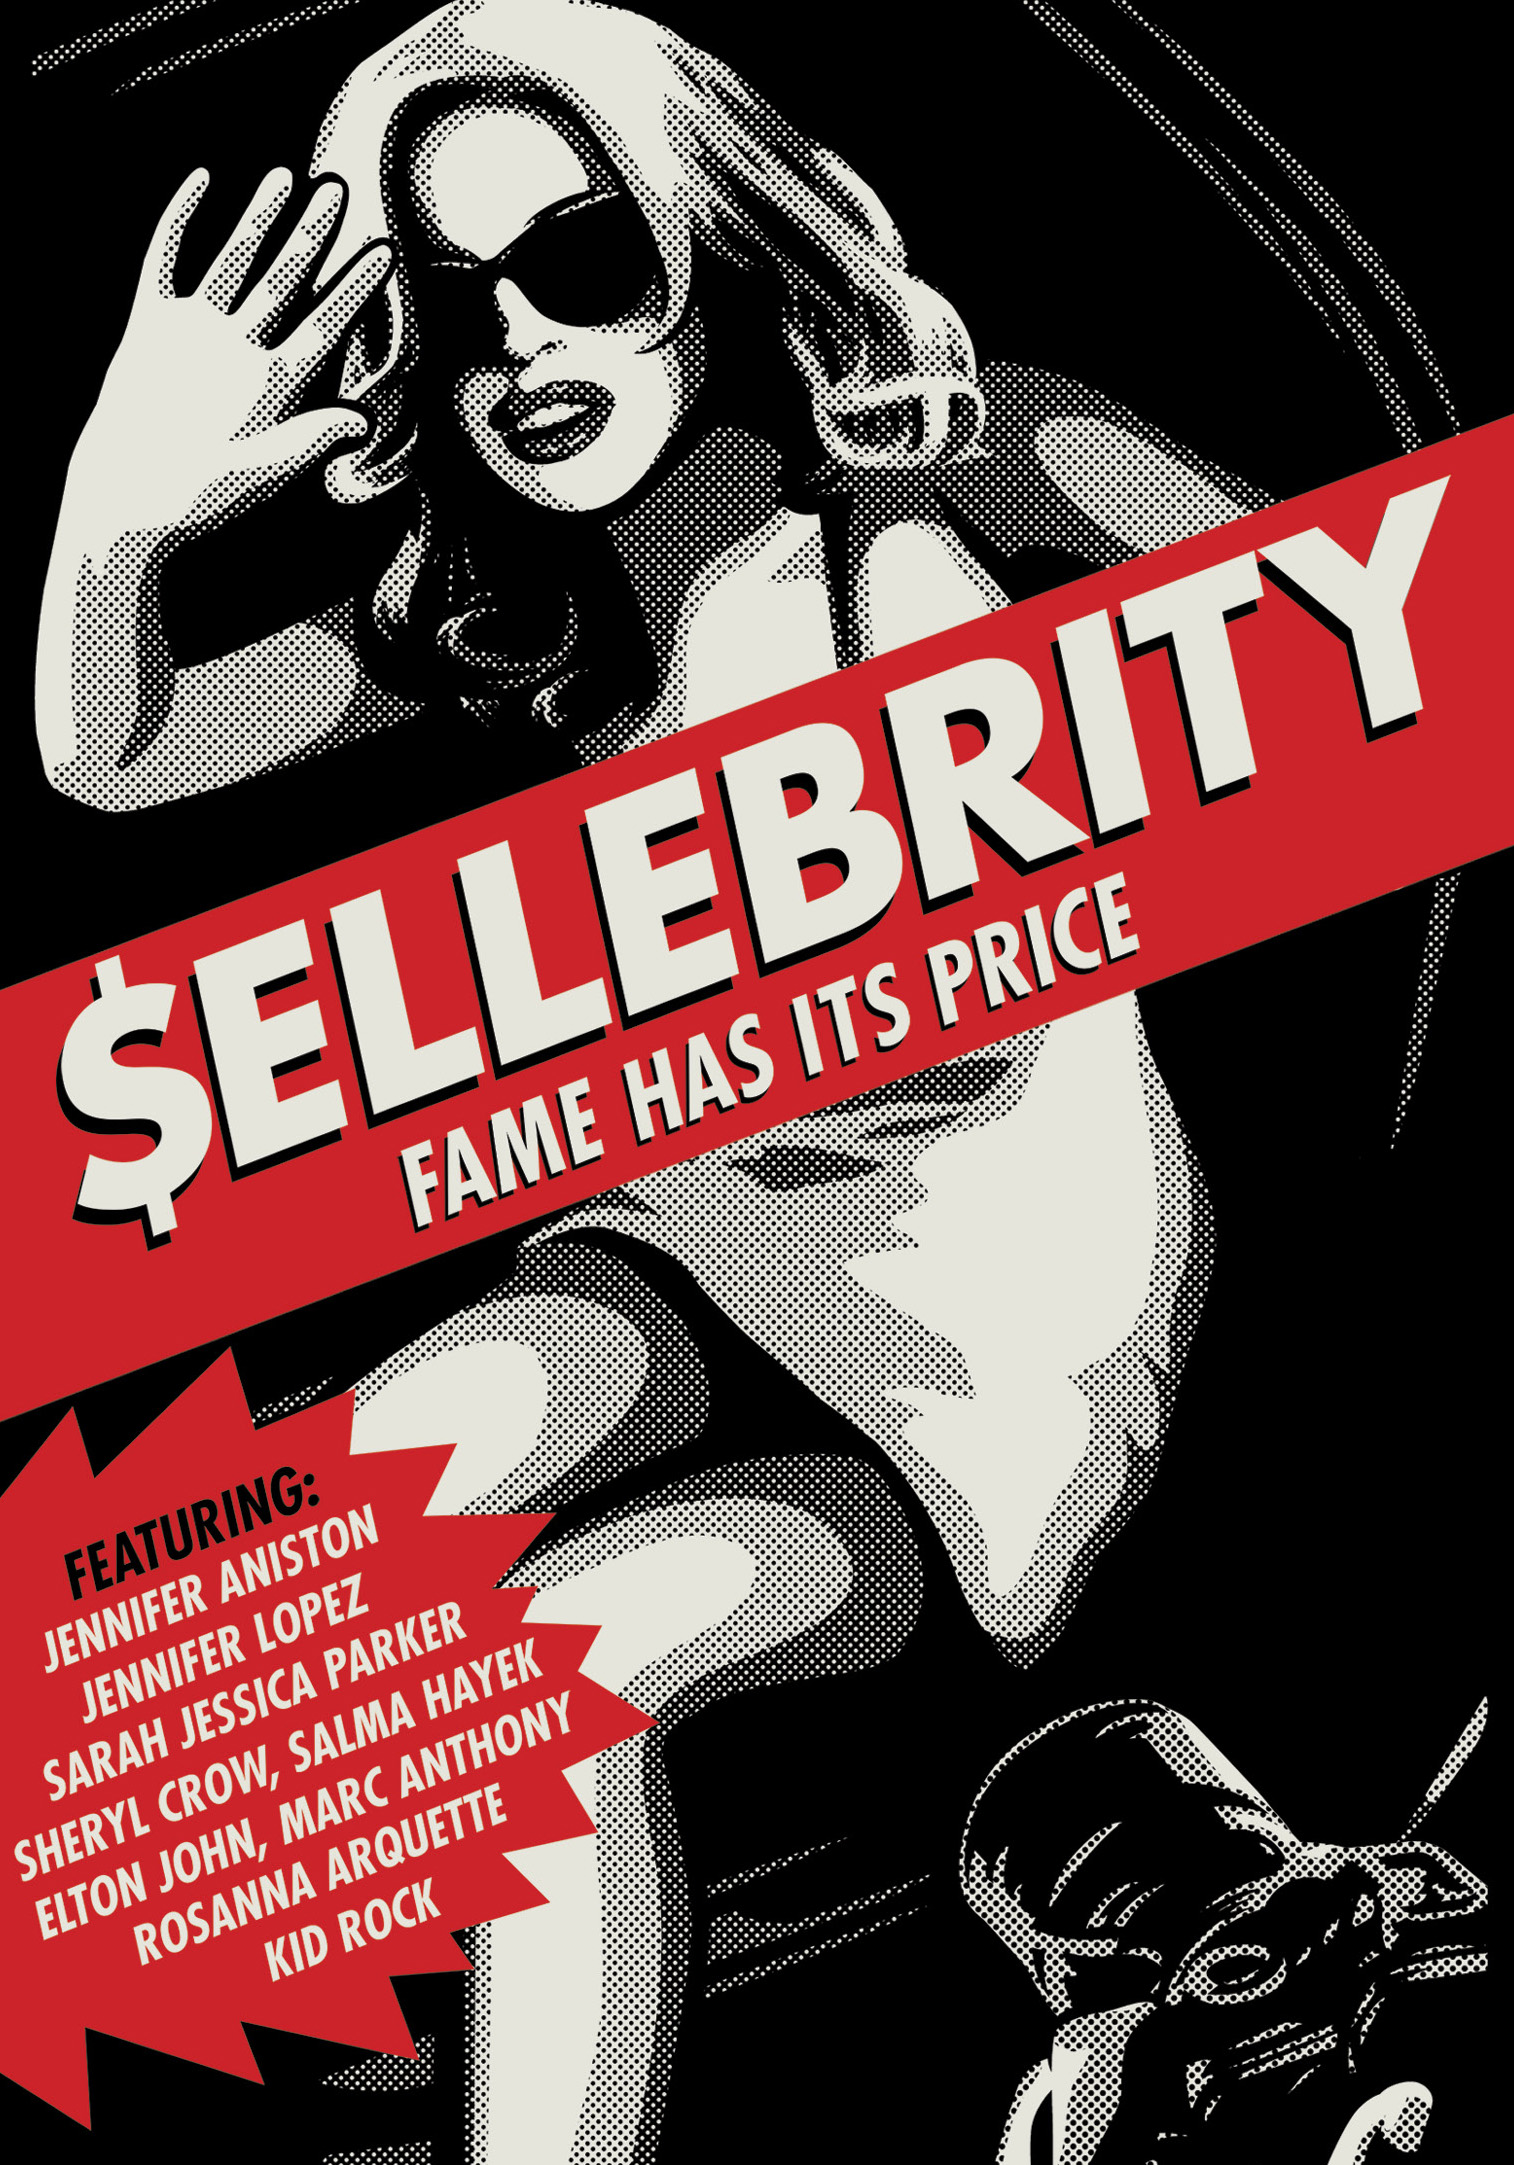 $ELLEBRITY
FAME HAS ITS PRICE
FEATURING:
JENNIFER ANISTON
JENNIFER LOPEZ
SARAH JESSICA PARKER
SHERYL CROW, SALMA HAYEK
ELTON JOHN, MARC ANTHONY
ROSANNA ARQUETTE
KID ROCK